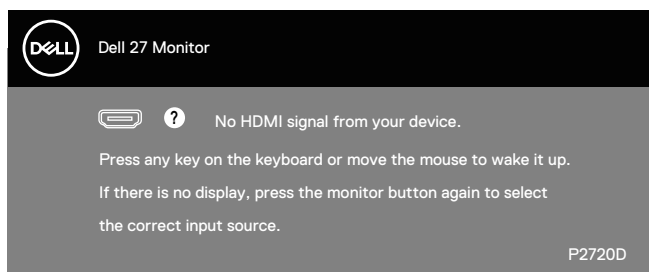 DELL
Dell 27 Monitor
?
No HDMI signal from your device.
Press any key on the keyboard or move the mouse to wake it up.
If there is no display, press the monitor button again to select
the correct input source.
P2720D